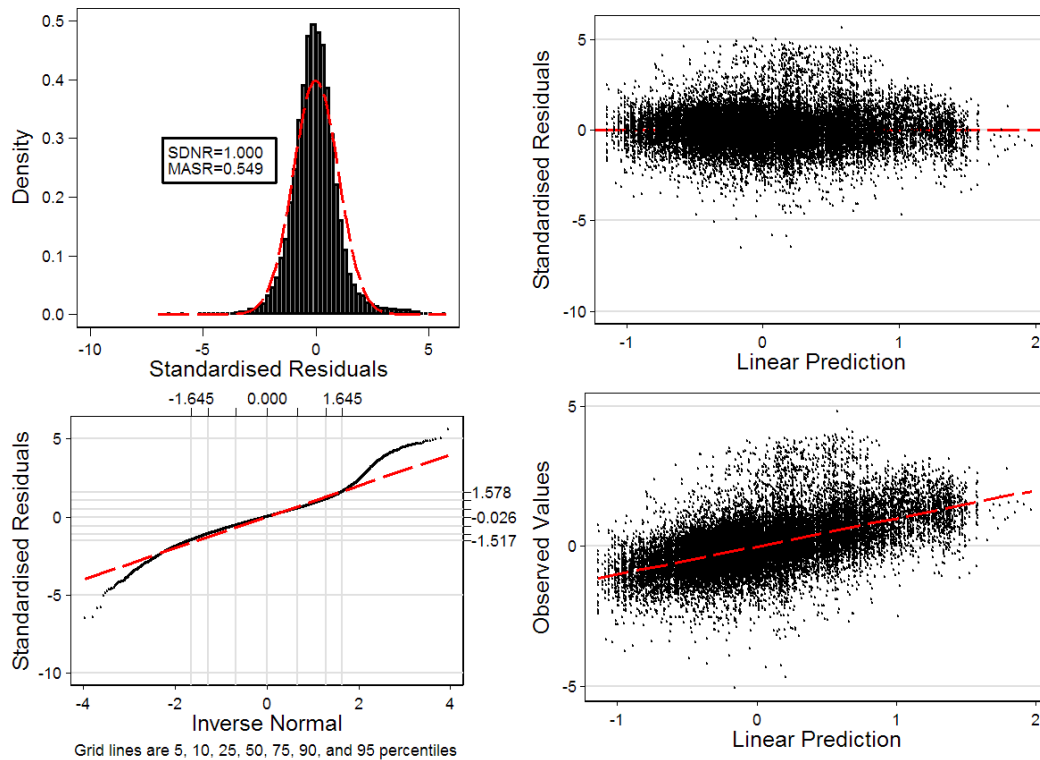 0.5
0.4
0.3
0.2
0.1
0.0
Density
SDNR=1.000
MASR=0.549
-10 -5 0 5
Standardised Residuals
5
0
-5
-10
Standardised Residuals
-1 0 1 2
Linear Prediction
-1.645 0.000 1.645
5
0
-5
-10
Standardised Residuals
1.578
-0.026
-1.517
-4 -2 0 2 4
Inverse Normal
Grid lines are 5, 10, 25, 50, 75, 90, and 95 percentiles
5
0
-5
Observed Values
-1 0 1 2
Linear Prediction